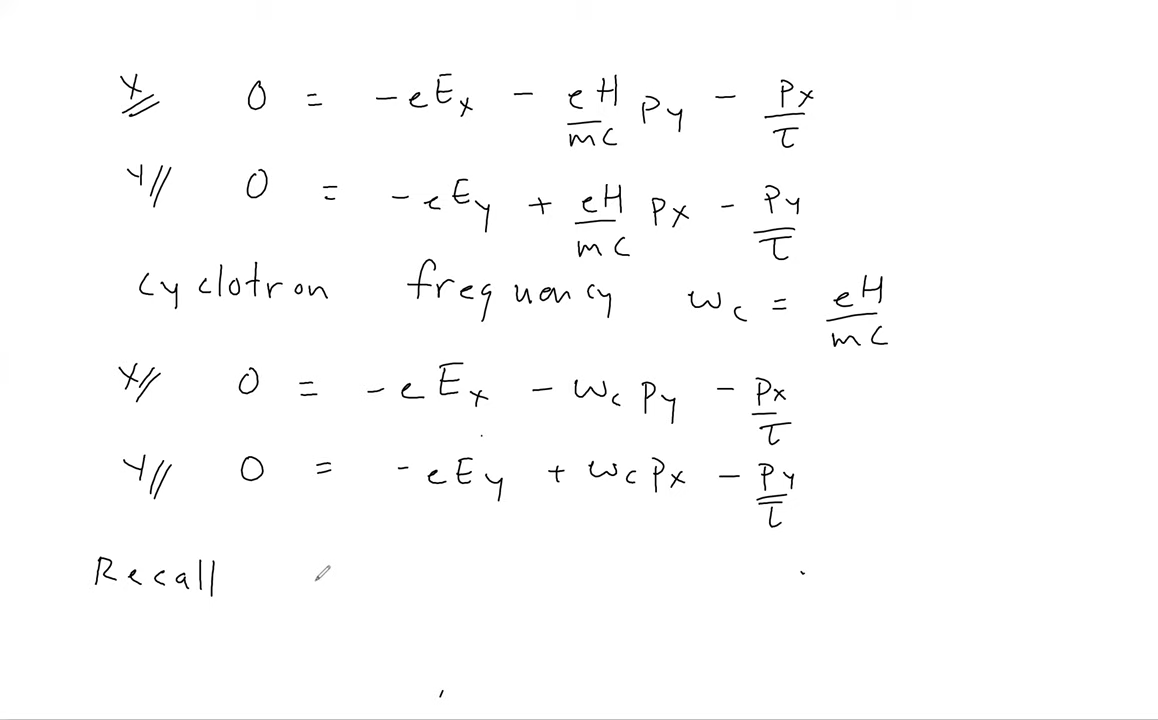 X// 0 = -eEx - eH/mc Py - Px/τ
Y// 0 = -eEy + eH/mc Px - Py/τ
Cyclotron frequency ωc = eH/mc
X// 0 = -eEx - ωc Py - Px/τ
Y// 0 = -eEy + ωc Px - Py/τ
Recall